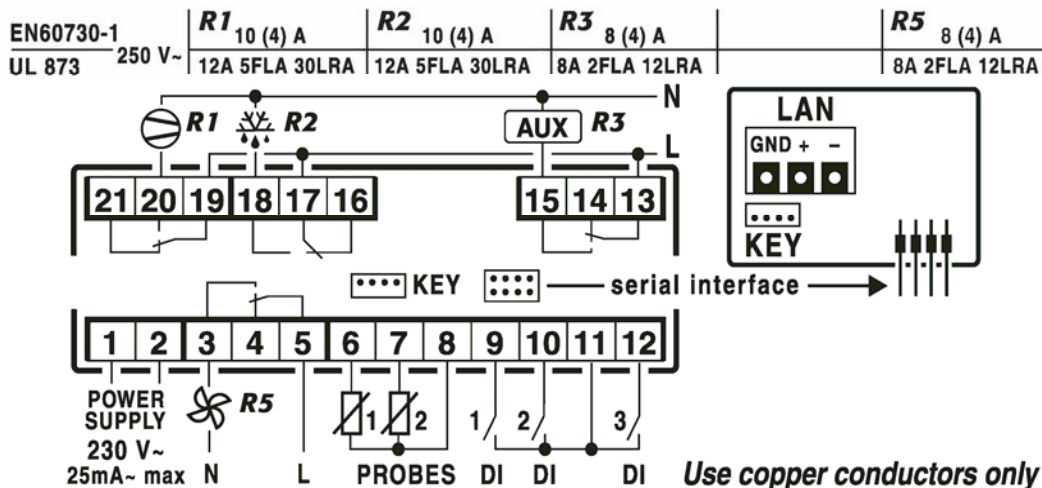 EN60730-1
UL 873
250 V~
R1 10 (4) A
12A 5FLA 30LRA
R2 10 (4) A
12A 5FLA 30LRA
R3 8 (4) A
8A 2FLA 12LRA
R5 8 (4) A
8A 2FLA 12LRA
N
R1 R2 AUX R3
L
21 20 19 18 17 16 15 14 13
LAN
GND + -
KEY
KEY serial interface
1 2 3 4 5 6 7 8 9 10 11 12
POWER
SUPPLY
230 V~
25mA~ max
R5
N L
1 2
PROBES
1 2 3
DI DI DI
Use copper conductors only